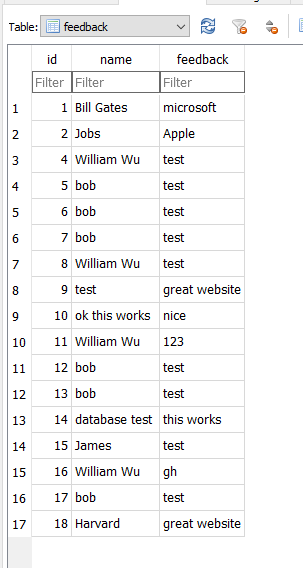 Table: feedback
id name feedback
Filter Filter Filter
1 1 Bill Gates microsoft
2 2 Jobs Apple
3 4 William Wu test
4 5 bob test
5 6 bob test
6 7 bob test
7 8 William Wu test
8 9 test great website
9 10 ok this works nice
10 11 William Wu 123
11 12 bob test
12 13 bob test
13 14 database test this works
14 15 James test
15 16 William Wu gh
16 17 bob test
17 18 Harvard great website